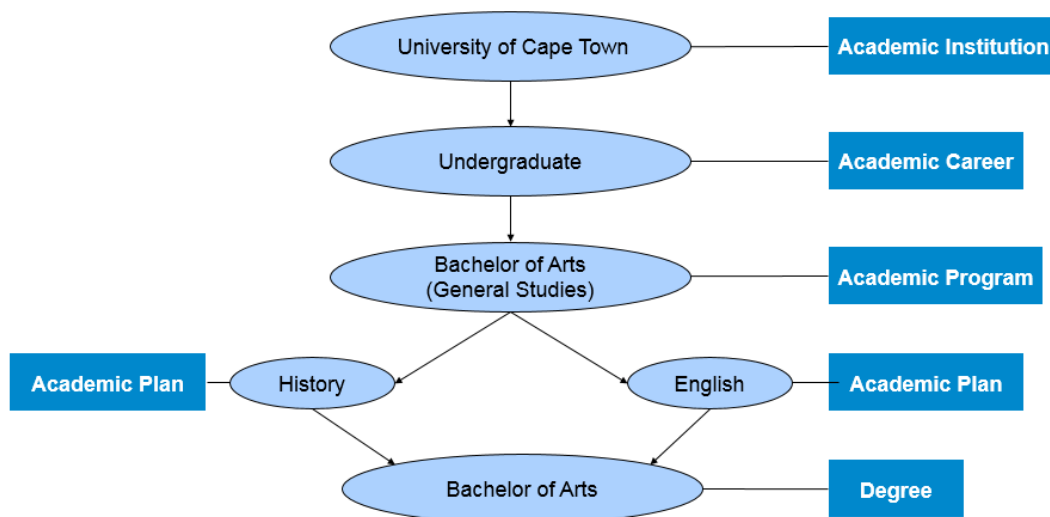 University of Cape Town
Academic Institution
Undergraduate
Academic Career
Bachelor of Arts
(General Studies)
Academic Program
Academic Plan
History
English
Academic Plan
Bachelor of Arts
Degree